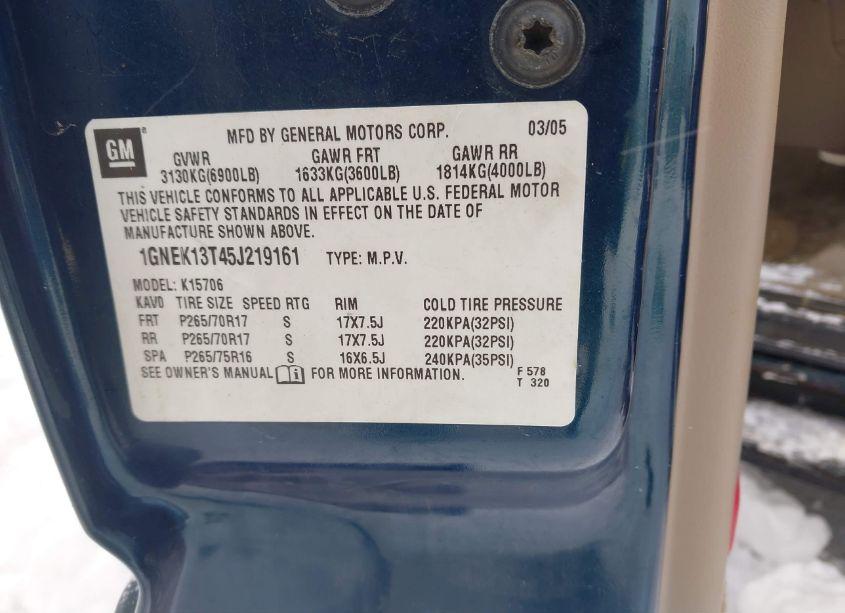 GM ®
MFD BY GENERAL MOTORS CORP. 03/05
GVWR GAWR FRT GAWR RR
3130KG(6900LB) 1633KG(3600LB) 1814KG(4000LB)
THIS VEHICLE CONFORMS TO ALL APPLICABLE U.S. FEDERAL MOTOR
VEHICLE SAFETY STANDARDS IN EFFECT ON THE DATE OF
MANUFACTURE SHOWN ABOVE.
1GNEK13T45J219161 TYPE: M.P.V.
MODEL: K15706
KAVO TIRE SIZE SPEED RTG RIM COLD TIRE PRESSURE
FRT P265/70R17 S 17X7.5J 220KPA(32PSI)
RR P265/70R17 S 17X7.5J 220KPA(32PSI)
SPA P265/75R16 S 16X6.5J 240KPA(35PSI)
SEE OWNER'S MANUAL FOR MORE INFORMATION. F 578
T 320